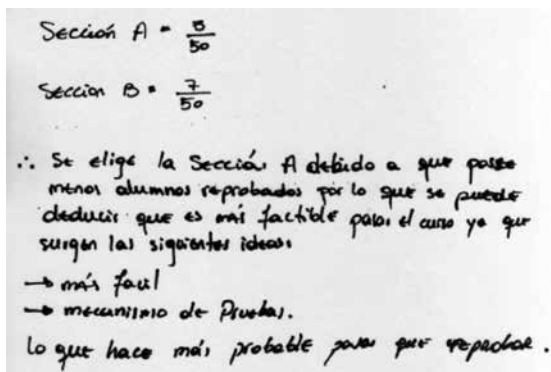 Sección A = 5/50
Seccion B = 7/50
∴ Se elige la Sección A debido a que posee
menos alumnos reprobados por lo que se puede
deducir que es más factible pasar el curso ya que
surgen las siguientes ideas:
→ más facil
→ mecanismo de Pruebas.
lo que hace más probable pasar que reprobar.